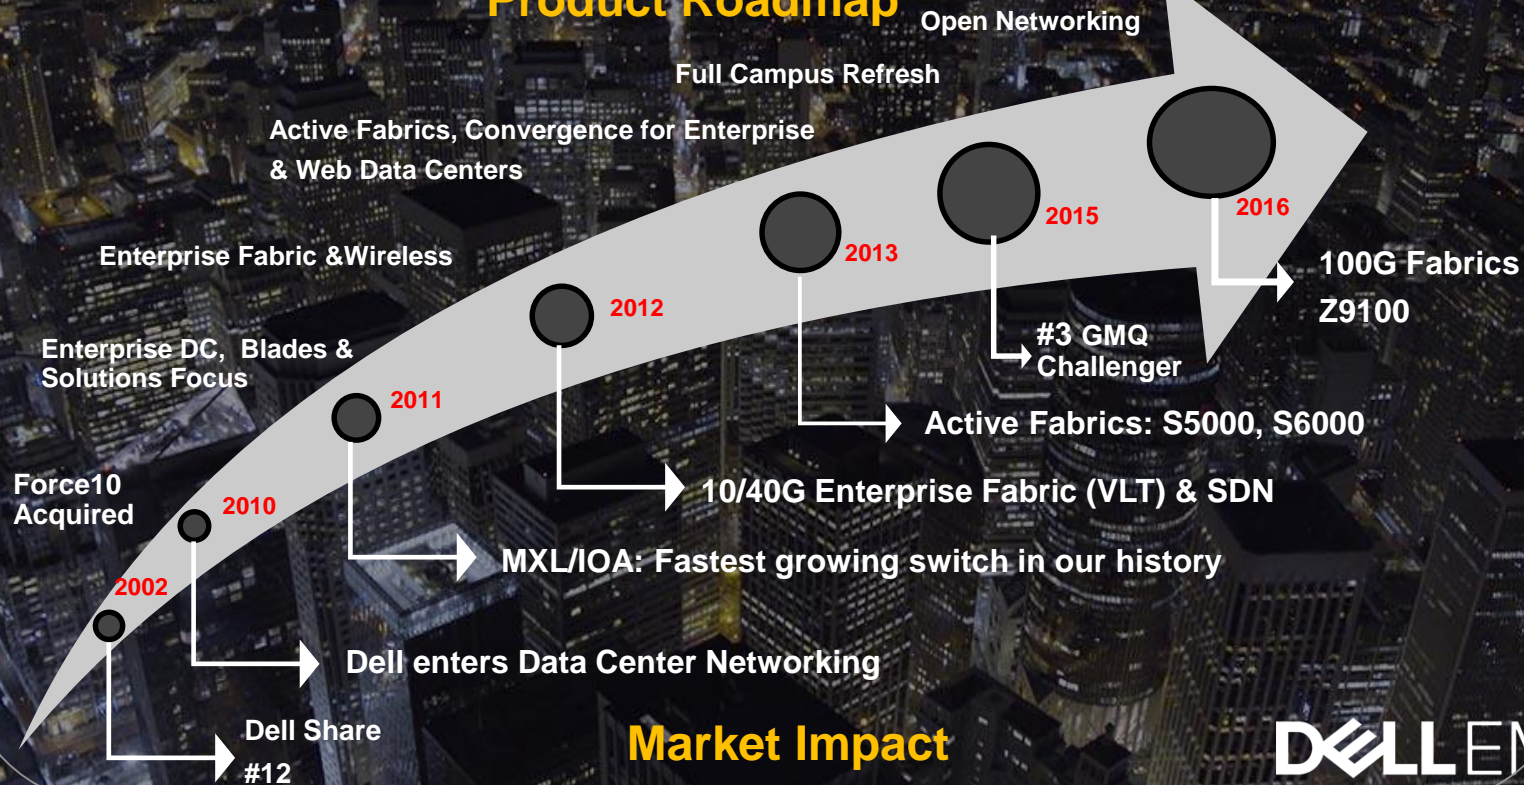 Product Roadmap
Open Networking
Full Campus Refresh
Active Fabrics, Convergence for Enterprise
& Web Data Centers
Enterprise Fabric &Wireless
Enterprise DC, Blades &
Solutions Focus
Force10
Acquired
2002
2010
2011
2012
2013
2015
2016
100G Fabrics
Z9100
#3 GMQ
Challenger
Active Fabrics: S5000, S6000
10/40G Enterprise Fabric (VLT) & SDN
MXL/IOA: Fastest growing switch in our history
Dell enters Data Center Networking
Dell Share
#12
Market Impact
DELL EM